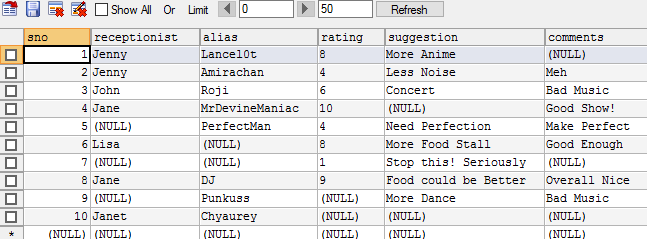 Show All Or Limit 0 50 Refresh
sno receptionist alias rating suggestion comments
1 Jenny Lancel0t 8 More Anime (NULL)
2 Jenny Amirachan 4 Less Noise Meh
3 John Roji 6 Concert Bad Music
4 Jane MrDevineManiac 10 (NULL) Good Show!
5 (NULL) PerfectMan 4 Need Perfection Make Perfect
6 Lisa (NULL) 8 More Food Stall Good Enough
7 (NULL) (NULL) 1 Stop this! Seriously (NULL)
8 Jane DJ 9 Food could be Better Overall Nice
9 (NULL) Punkuss (NULL) More Dance Bad Music
10 Janet Chyaurey (NULL) (NULL) (NULL)
* (NULL) (NULL) (NULL) (NULL) (NULL) (NULL)